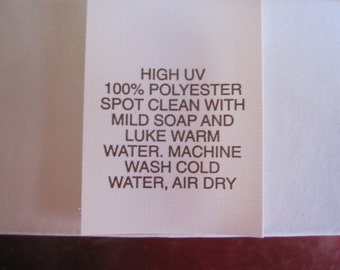 HIGH UV
100% POLYESTER
SPOT CLEAN WITH
MILD SOAP AND
LUKE WARM
WATER. MACHINE
WASH COLD
WATER, AIR DRY